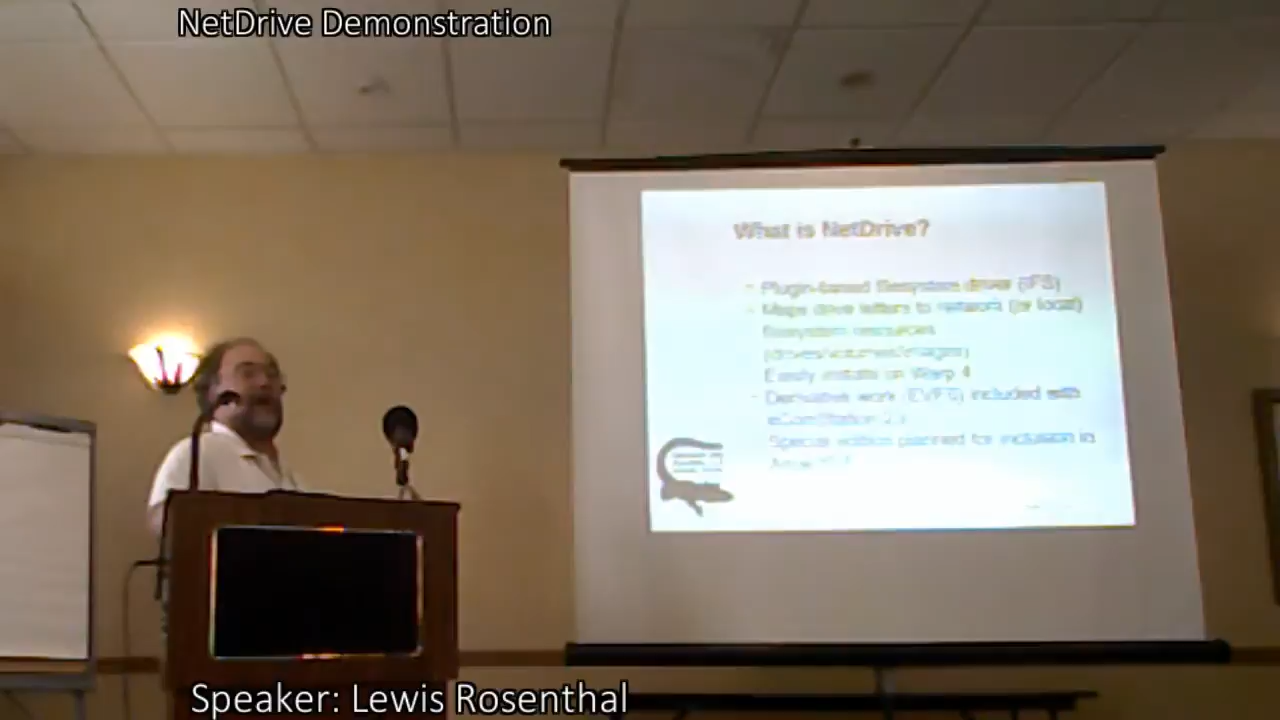 NetDrive Demonstration
What is NetDrive?
Plugin-based filesystem driver (IFS)
Maps drive letters to network (or local)
filesystem resources
(drives/volumes/images)
Easily installs on Warp 4
Derivative work (EVFS) included with
eComStation 2.x
Special edition planned for inclusion in
Speaker: Lewis Rosenthal